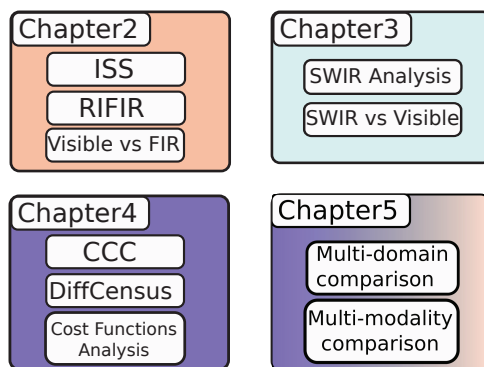 Chapter2
ISS
RIFIR
Visible vs FIR
Chapter3
SWIR Analysis
SWIR vs Visible
Chapter4
CCC
DiffCensus
Cost Functions
Analysis
Chapter5
Multi-domain
comparison
Multi-modality
comparison